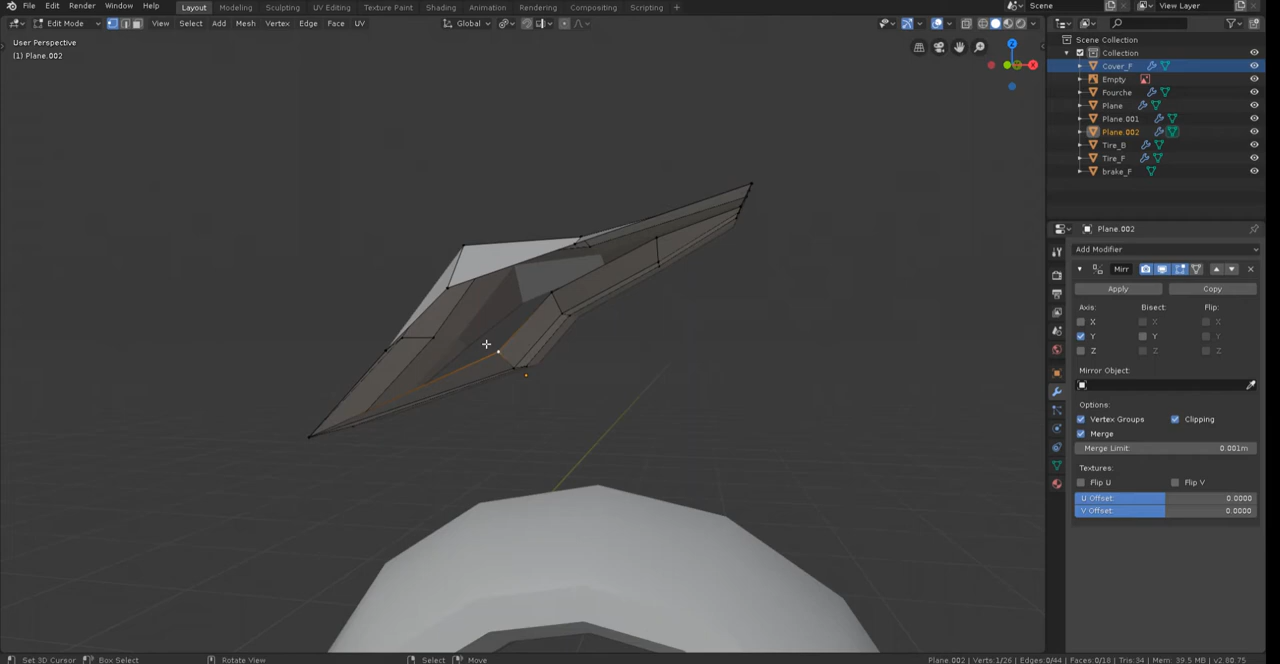 File Edit Render Window Help Layout Modeling Sculpting UV Editing Texture Paint Shading Animation Rendering Compositing Scripting + Scene View Layer
Edit Mode View Select Add Mesh Vertex Edge Face UV Global
User Perspective
(1) Plane.002
Z
X
Scene Collection
Collection
Cover_F
Empty
Fourche
Plane
Plane.001
Plane.002
Tire_B
Tire_F
brake_F
Plane.002
Add Modifier
Mirr
Apply Copy
Axis: Bisect: Flip:
X X X
Y Y Y
Z Z Z
Mirror Object:
Options:
Vertex Groups Clipping
Merge
Merge Limit: 0.001m
Textures:
Flip U Flip V
U Offset: 0.0000
V Offset: 0.0000
Set 3D Cursor Box Select Rotate View Select Move Plane.002 | Verts:1/26 | Edges:0/44 | Faces:0/18 | Tris:34 | Mem: 39.5 MB | v2.80.75